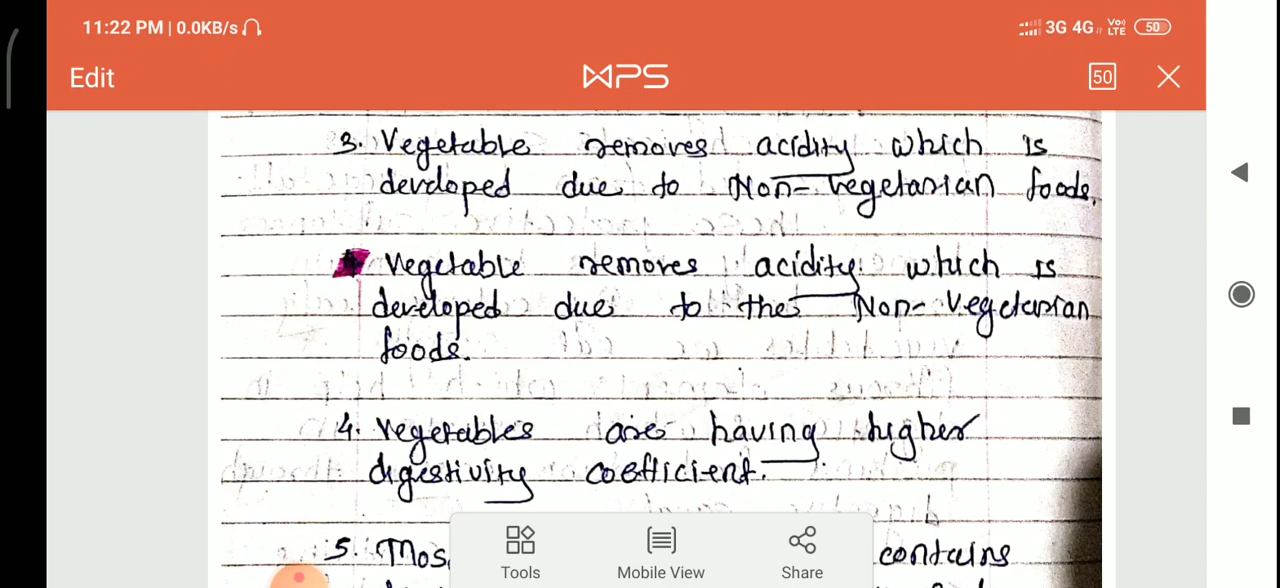 11:22 PM | 0.0KB/s 3G 4G Vo) LTE 50
Edit WPS 50
3. Vegetable removes acidity which is
developed due to Non-Vegetarian foods.
Vegetable removes acidity which is
developed due to the Non-Vegetarian
foods.
4. Vegetables are having higher
digestivity coefficient.
5. Mos contains
Tools Mobile View Share